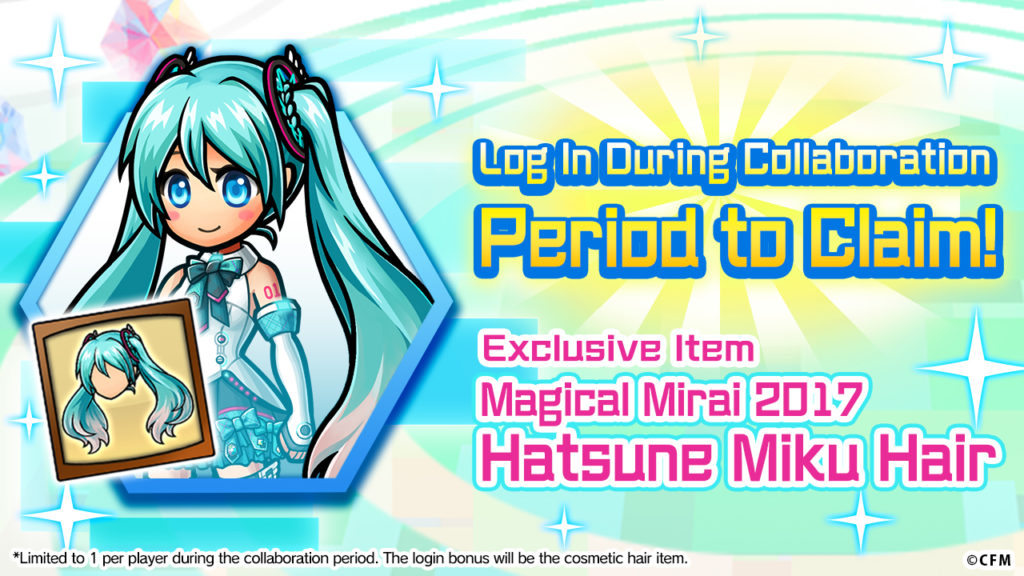 Log In During Collaboration
Period to Claim!
01
Exclusive Item
Magical Mirai 2017
Hatsune Miku Hair
*Limited to 1 per player during the collaboration period. The login bonus will be the cosmetic hair item.
©CFM